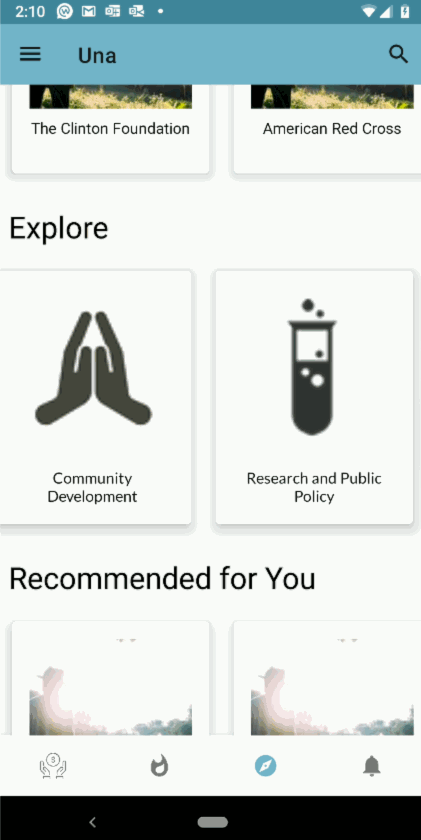 2:10
Una
The Clinton Foundation
American Red Cross
Explore
Community
Development
Research and Public
Policy
Recommended for You